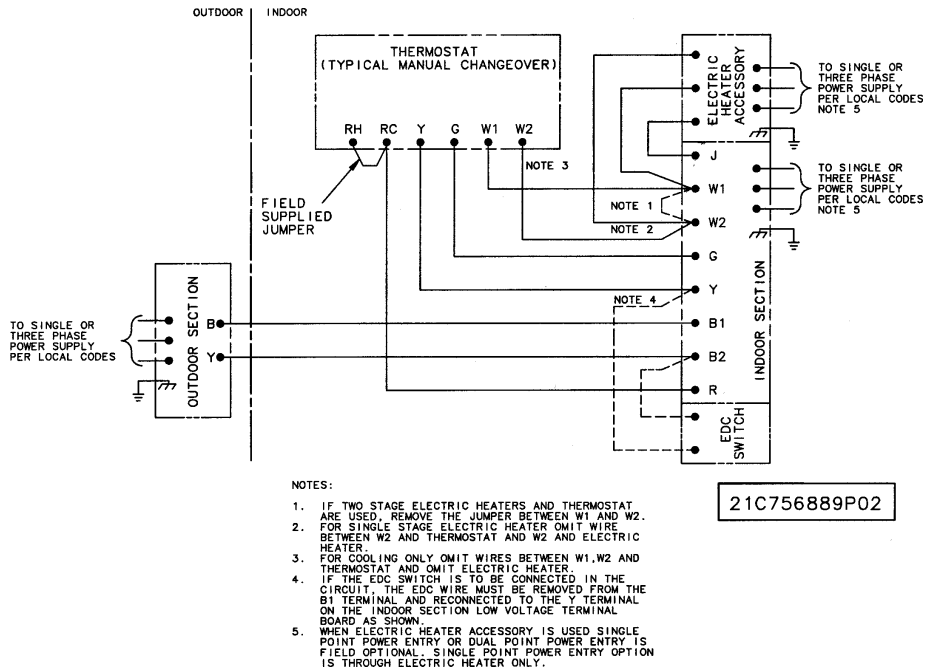 OUTDOOR INDOOR
THERMOSTAT
(TYPICAL MANUAL CHANGEOVER)
RH RC Y G W1 W2
NOTE 3
FIELD
SUPPLIED
JUMPER
ELECTRIC
HEATER
ACCESSORY
TO SINGLE OR
THREE PHASE
POWER SUPPLY
PER LOCAL CODES
NOTE 5
J
W1
NOTE 1
W2
NOTE 2
G
Y
NOTE 4
B1
B2
R
TO SINGLE OR
THREE PHASE
POWER SUPPLY
PER LOCAL CODES
NOTE 5
INDOOR SECTION
EDC
SWITCH
OUTDOOR SECTION
B
Y
TO SINGLE OR
THREE PHASE
POWER SUPPLY
PER LOCAL CODES
NOTES:
1. IF TWO STAGE ELECTRIC HEATERS AND THERMOSTAT
ARE USED, REMOVE THE JUMPER BETWEEN W1 AND W2.
2. FOR SINGLE STAGE ELECTRIC HEATER OMIT WIRE
BETWEEN W2 AND THERMOSTAT AND W2 AND ELECTRIC
HEATER.
3. FOR COOLING ONLY OMIT WIRES BETWEEN W1,W2 AND
THERMOSTAT AND OMIT ELECTRIC HEATER.
4. IF THE EDC SWITCH IS TO BE CONNECTED IN THE
CIRCUIT, THE EDC WIRE MUST BE REMOVED FROM THE
B1 TERMINAL AND RECONNECTED TO THE Y TERMINAL
ON THE INDOOR SECTION LOW VOLTAGE TERMINAL
BOARD AS SHOWN.
5. WHEN ELECTRIC HEATER ACCESSORY IS USED SINGLE
POINT POWER ENTRY OR DUAL POINT POWER ENTRY IS
FIELD OPTIONAL. SINGLE POINT POWER ENTRY OPTION
IS THROUGH ELECTRIC HEATER ONLY.
21C756889P02